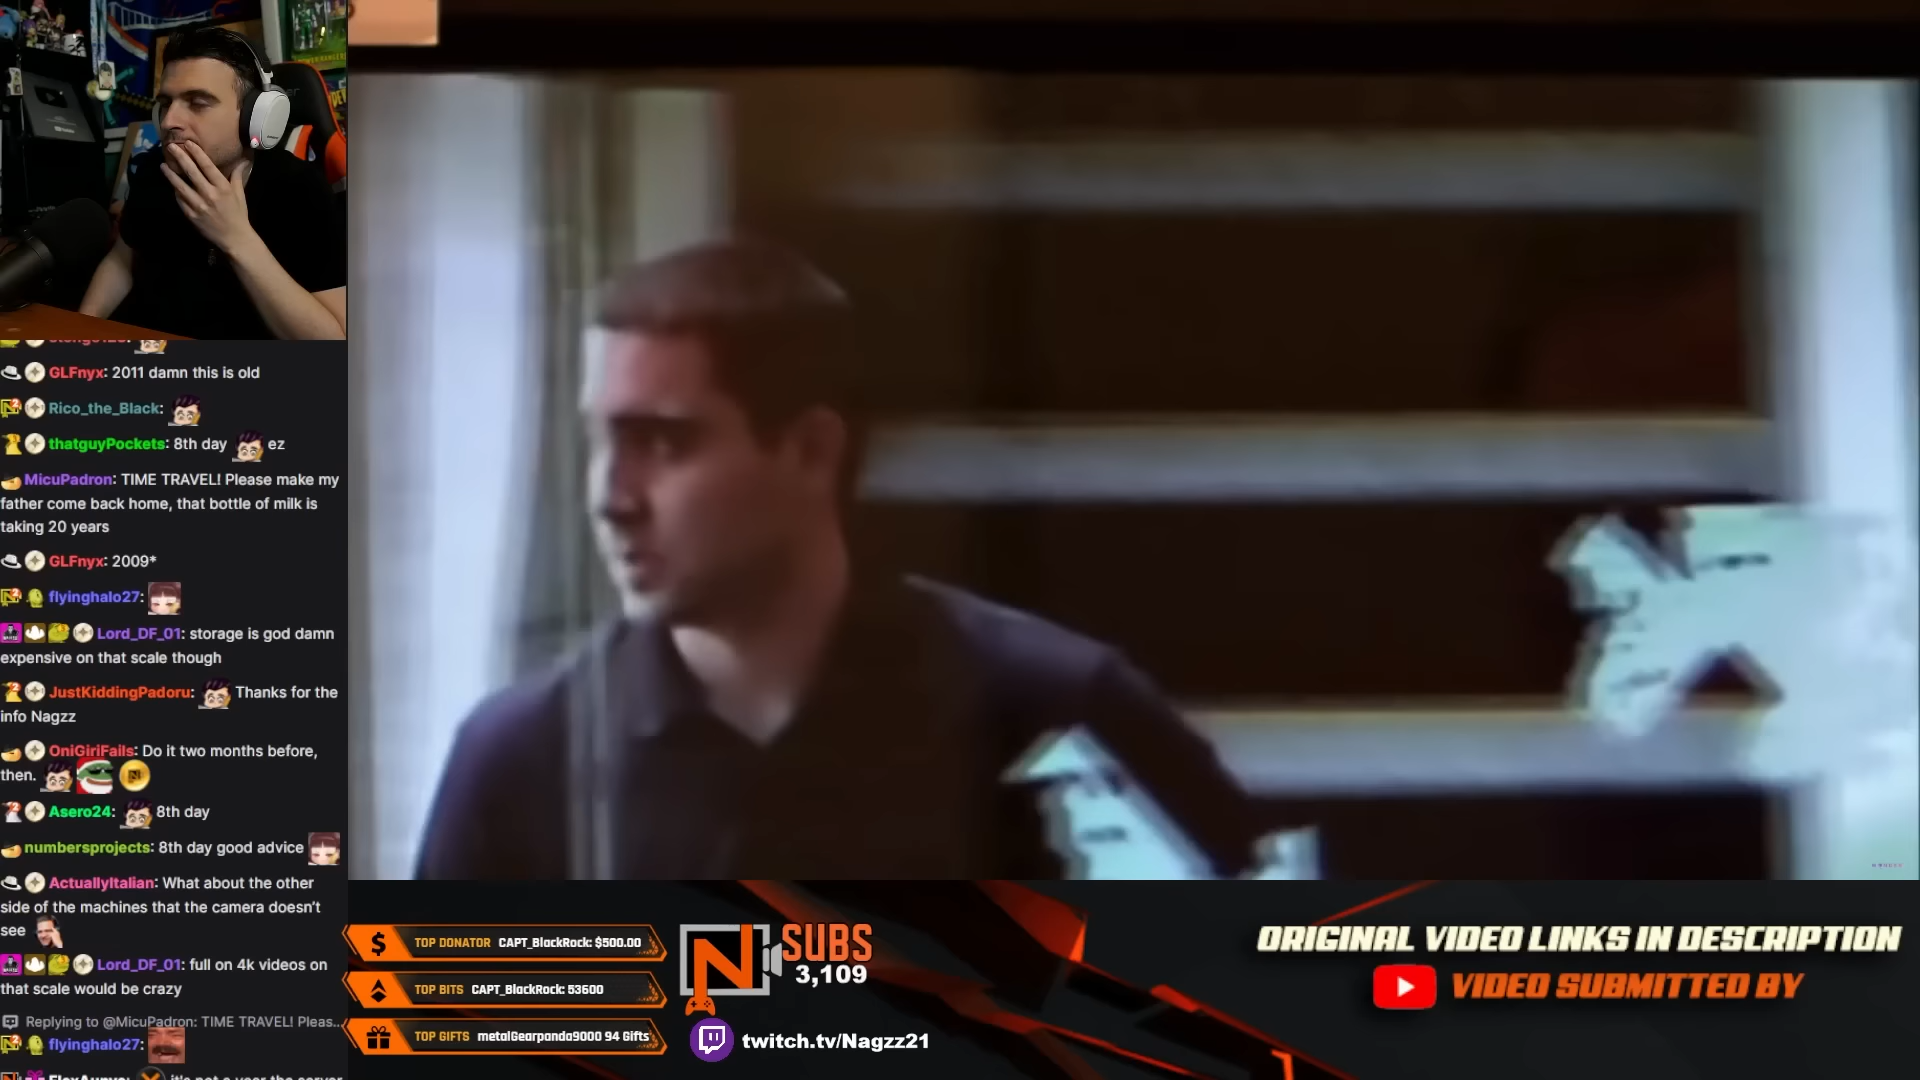 GLFnyx: 2011 damn this is old
Rico_the_Black:
thatguyPockets: 8th day ez
MicuPadron: TIME TRAVEL! Please make my
father come back home, that bottle of milk is
taking 20 years
GLFnyx: 2009*
flyinghalo27:
Lord_DF_01: storage is god damn
expensive on that scale though
JustKiddingPadoru: Thanks for the
info Nagzz
OniGiriFails: Do it two months before,
then.
Asero24: 8th day
numbersprojects: 8th day good advice
ActuallyItalian: What about the other
side of the machines that the camera doesn't
see
Lord_DF_01: full on 4k videos on
that scale would be crazy
Replying to @MicuPadron: TIME TRAVEL! Pleas...
flyinghalo27:
TOP DONATOR CAPT_BlackRock: $500.00
TOP BITS CAPT_BlackRock: 53600
TOP GIFTS metalGearpanda9000 94 Gifts
N SUBS
3,109
twitch.tv/Nagzz21
ORIGINAL VIDEO LINKS IN DESCRIPTION
VIDEO SUBMITTED BY